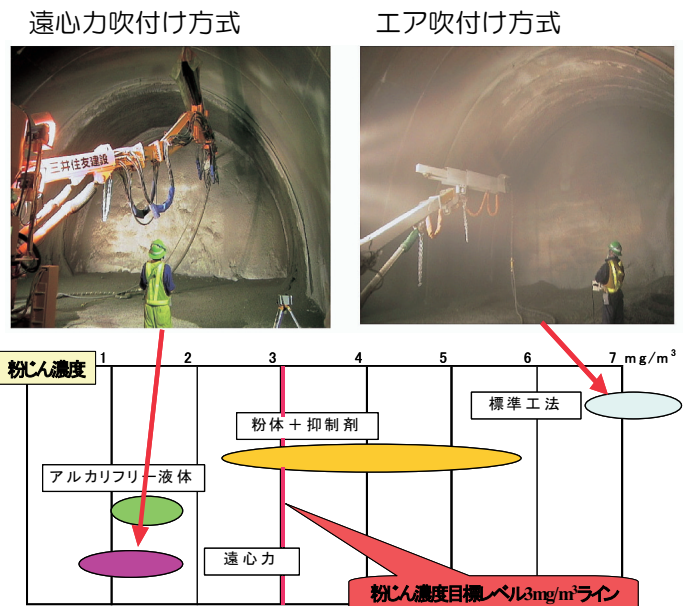 遠心力吹付け方式
エア吹付け方式
三井住友建設
粉じん濃度
1 2 3 4 5 6 7 mg/m³
標準工法
粉体＋抑制剤
アルカリフリー液体
遠心力
粉じん濃度目標レベル3mg/m³ライン